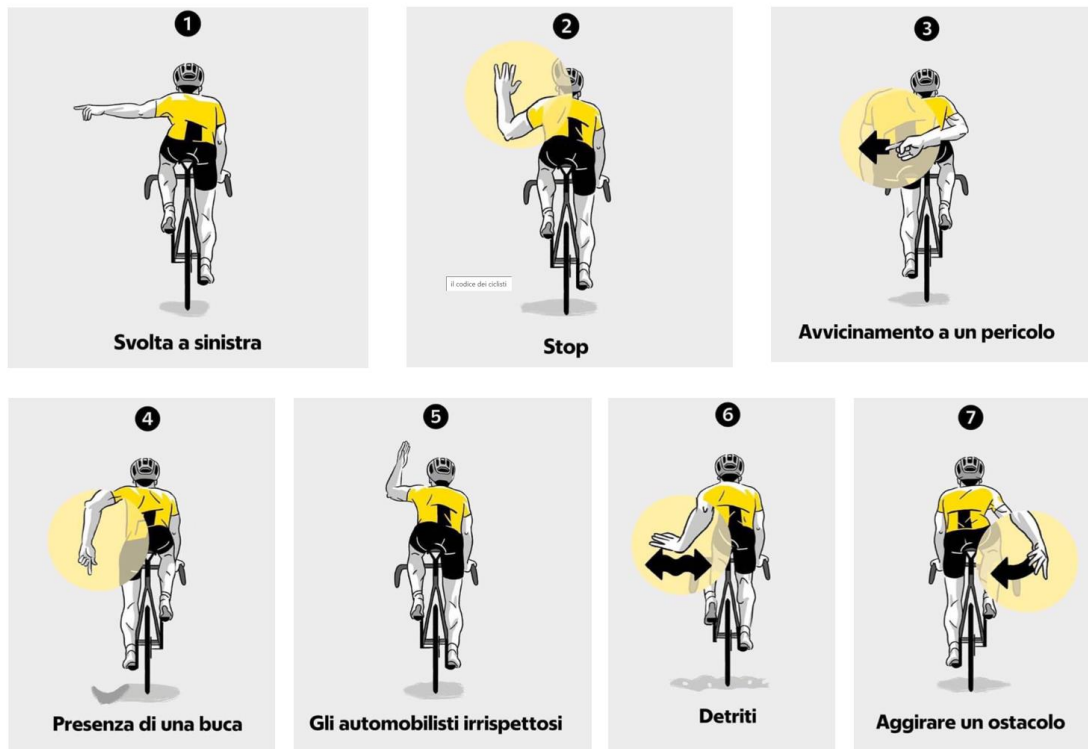 1
2
3
il codice dei ciclisti
Svolta a sinistra
Stop
Avvicinamento a un pericolo
4
5
6
7
Presenza di una buca
Gli automobilisti irrispettosi
Detriti
Aggirare un ostacolo